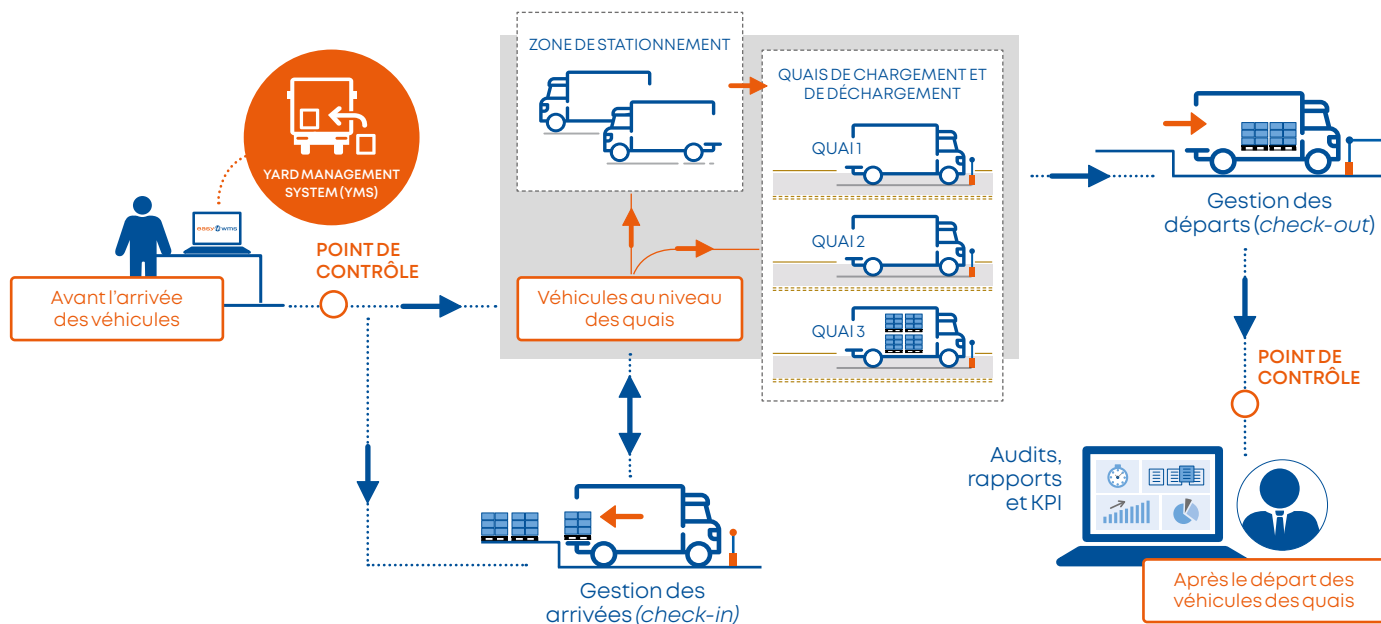 YARD MANAGEMENT
SYSTEM (YMS)
easy wms
Avant l'arrivée
des véhicules
POINT DE
CONTRÔLE
ZONE DE STATIONNEMENT
Véhicules au niveau
des quais
QUAIS DE CHARGEMENT ET
DE DÉCHARGEMENT
QUAI 1
QUAI 2
QUAI 3
Gestion des
arrivées (check-in)
Gestion des
départs (check-out)
POINT DE
CONTRÔLE
Audits,
rapports
et KPI
Après le départ des
véhicules des quais